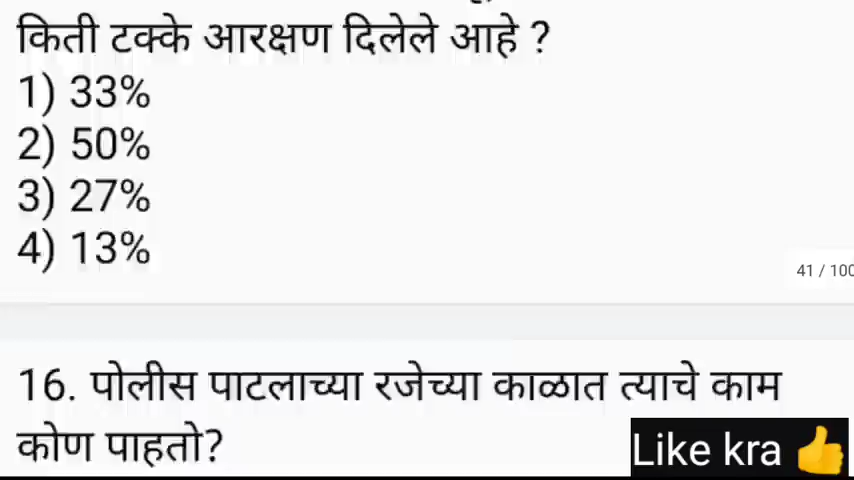 किती टक्के आरक्षण दिलेले आहे ?
1) 33%
2) 50%
3) 27%
4) 13%
41 / 100
16. पोलीस पाटलाच्या रजेच्या काळात त्याचे काम
कोण पाहतो?
Like kra 👍